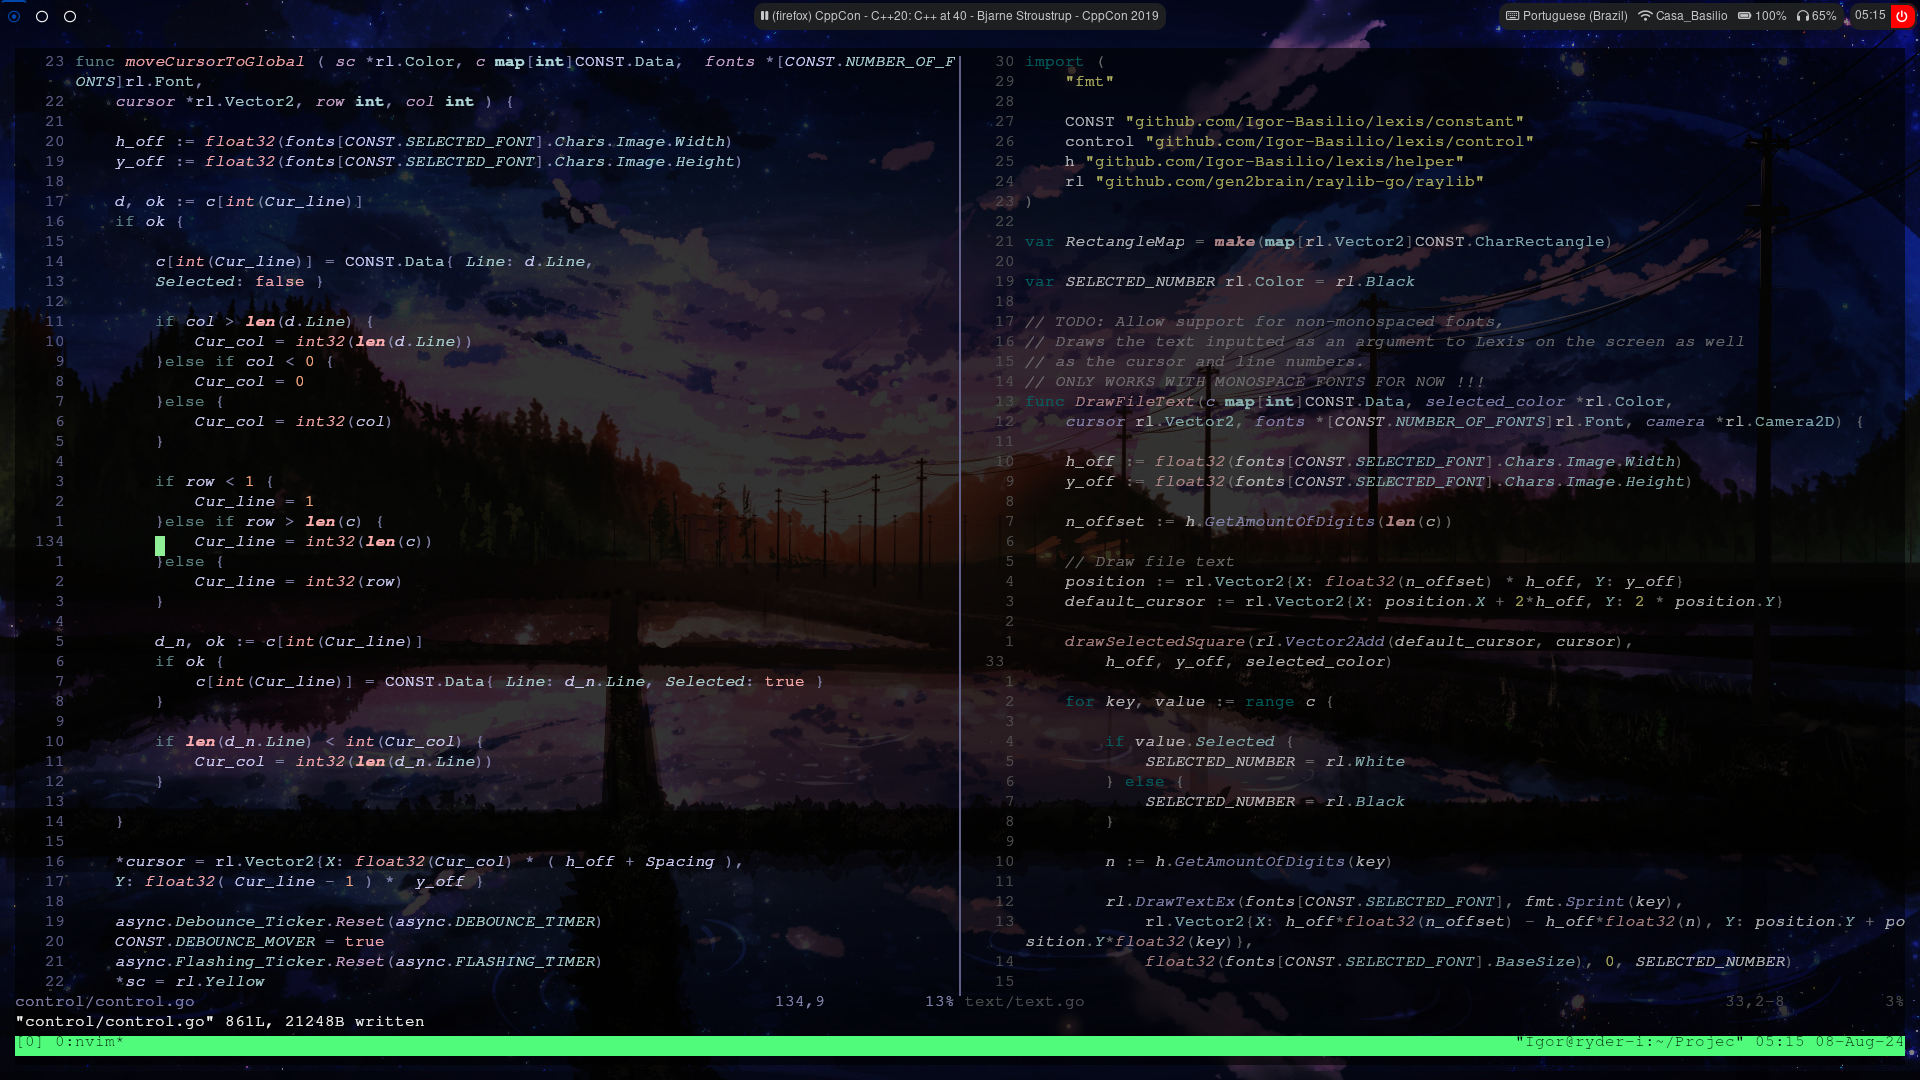 (firefox) CppCon - C++20: C++ at 40 - Bjarne Stroustrup - CppCon 2019
Portuguese (Brazil) Casa_Basilio 100% 65% 05:15
23 func moveCursorToGlobal ( sc *rl.Color, c map[int]CONST.Data,  fonts *[CONST.NUMBER_OF_F
ONTS]rl.Font,
22 cursor *rl.Vector2, row int, col int ) {
21
20 h_off := float32(fonts[CONST.SELECTED_FONT].Chars.Image.Width)
19 y_off := float32(fonts[CONST.SELECTED_FONT].Chars.Image.Height)
18
17 d, ok := c[int(Cur_line)]
16 if ok {
15
14 c[int(Cur_line)] = CONST.Data{ Line: d.Line,
13 Selected: false }
12
11 if col > len(d.Line) {
10 Cur_col = int32(len(d.Line))
9 }else if col < 0 {
8 Cur_col = 0
7 }else {
6 Cur_col = int32(col)
5 }
4
3 if row < 1 {
2 Cur_line = 1
1 }else if row > len(c) {
134 Cur_line = int32(len(c))
1 }else {
2 Cur_line = int32(row)
3 }
4
5 d_n, ok := c[int(Cur_line)]
6 if ok {
7 c[int(Cur_line)] = CONST.Data{ Line: d_n.Line, Selected: true }
8 }
9
10 if len(d_n.Line) < int(Cur_col) {
11 Cur_col = int32(len(d_n.Line))
12 }
13
14 }
15
16 *cursor = rl.Vector2{X: float32(Cur_col) * ( h_off + Spacing ),
17 Y: float32( Cur_line - 1 ) *  y_off }
18
19 async.Debounce_Ticker.Reset(async.DEBOUNCE_TIMER)
20 CONST.DEBOUNCE_MOVER = true
21 async.Flashing_Ticker.Reset(async.FLASHING_TIMER)
22 *sc = rl.Yellow
control/control.go 134,9 13%
30 import (
29 "fmt"
28
27 CONST "github.com/Igor-Basilio/lexis/constant"
26 control "github.com/Igor-Basilio/lexis/control"
25 h "github.com/Igor-Basilio/lexis/helper"
24 rl "github.com/gen2brain/raylib-go/raylib"
23 )
22
21 var RectangleMap = make(map[rl.Vector2]CONST.CharRectangle)
20
19 var SELECTED_NUMBER rl.Color = rl.Black
18
17 // TODO: Allow support for non-monospaced fonts,
16 // Draws the text inputted as an argument to Lexis on the screen as well
15 // as the cursor and line numbers.
14 // ONLY WORKS WITH MONOSPACE FONTS FOR NOW !!!
13 func DrawFileText(c map[int]CONST.Data, selected_color *rl.Color,
12 cursor rl.Vector2, fonts *[CONST.NUMBER_OF_FONTS]rl.Font, camera *rl.Camera2D) {
11
10 h_off := float32(fonts[CONST.SELECTED_FONT].Chars.Image.Width)
9 y_off := float32(fonts[CONST.SELECTED_FONT].Chars.Image.Height)
8
7 n_offset := h.GetAmountOfDigits(len(c))
6
5 // Draw file text
4 position := rl.Vector2{X: float32(n_offset) * h_off, Y: y_off}
3 default_cursor := rl.Vector2{X: position.X + 2*h_off, Y: 2 * position.Y}
2
1 drawSelectedSquare(rl.Vector2Add(default_cursor, cursor),
33 h_off, y_off, selected_color)
1
2 for key, value := range c {
3
4 if value.Selected {
5 SELECTED_NUMBER = rl.White
6 } else {
7 SELECTED_NUMBER = rl.Black
8 }
9
10 n := h.GetAmountOfDigits(key)
11
12 rl.DrawTextEx(fonts[CONST.SELECTED_FONT], fmt.Sprint(key),
13 rl.Vector2{X: h_off*float32(n_offset) - h_off*float32(n), Y: position.Y + po
sition.Y*float32(key)},
14 float32(fonts[CONST.SELECTED_FONT].BaseSize), 0, SELECTED_NUMBER)
15
text/text.go 33,2-8 3%
"control/control.go" 861L, 21248B written
[0] 0:nvim* "Igor@ryder-i:~/Projec" 05:15 08-Aug-24